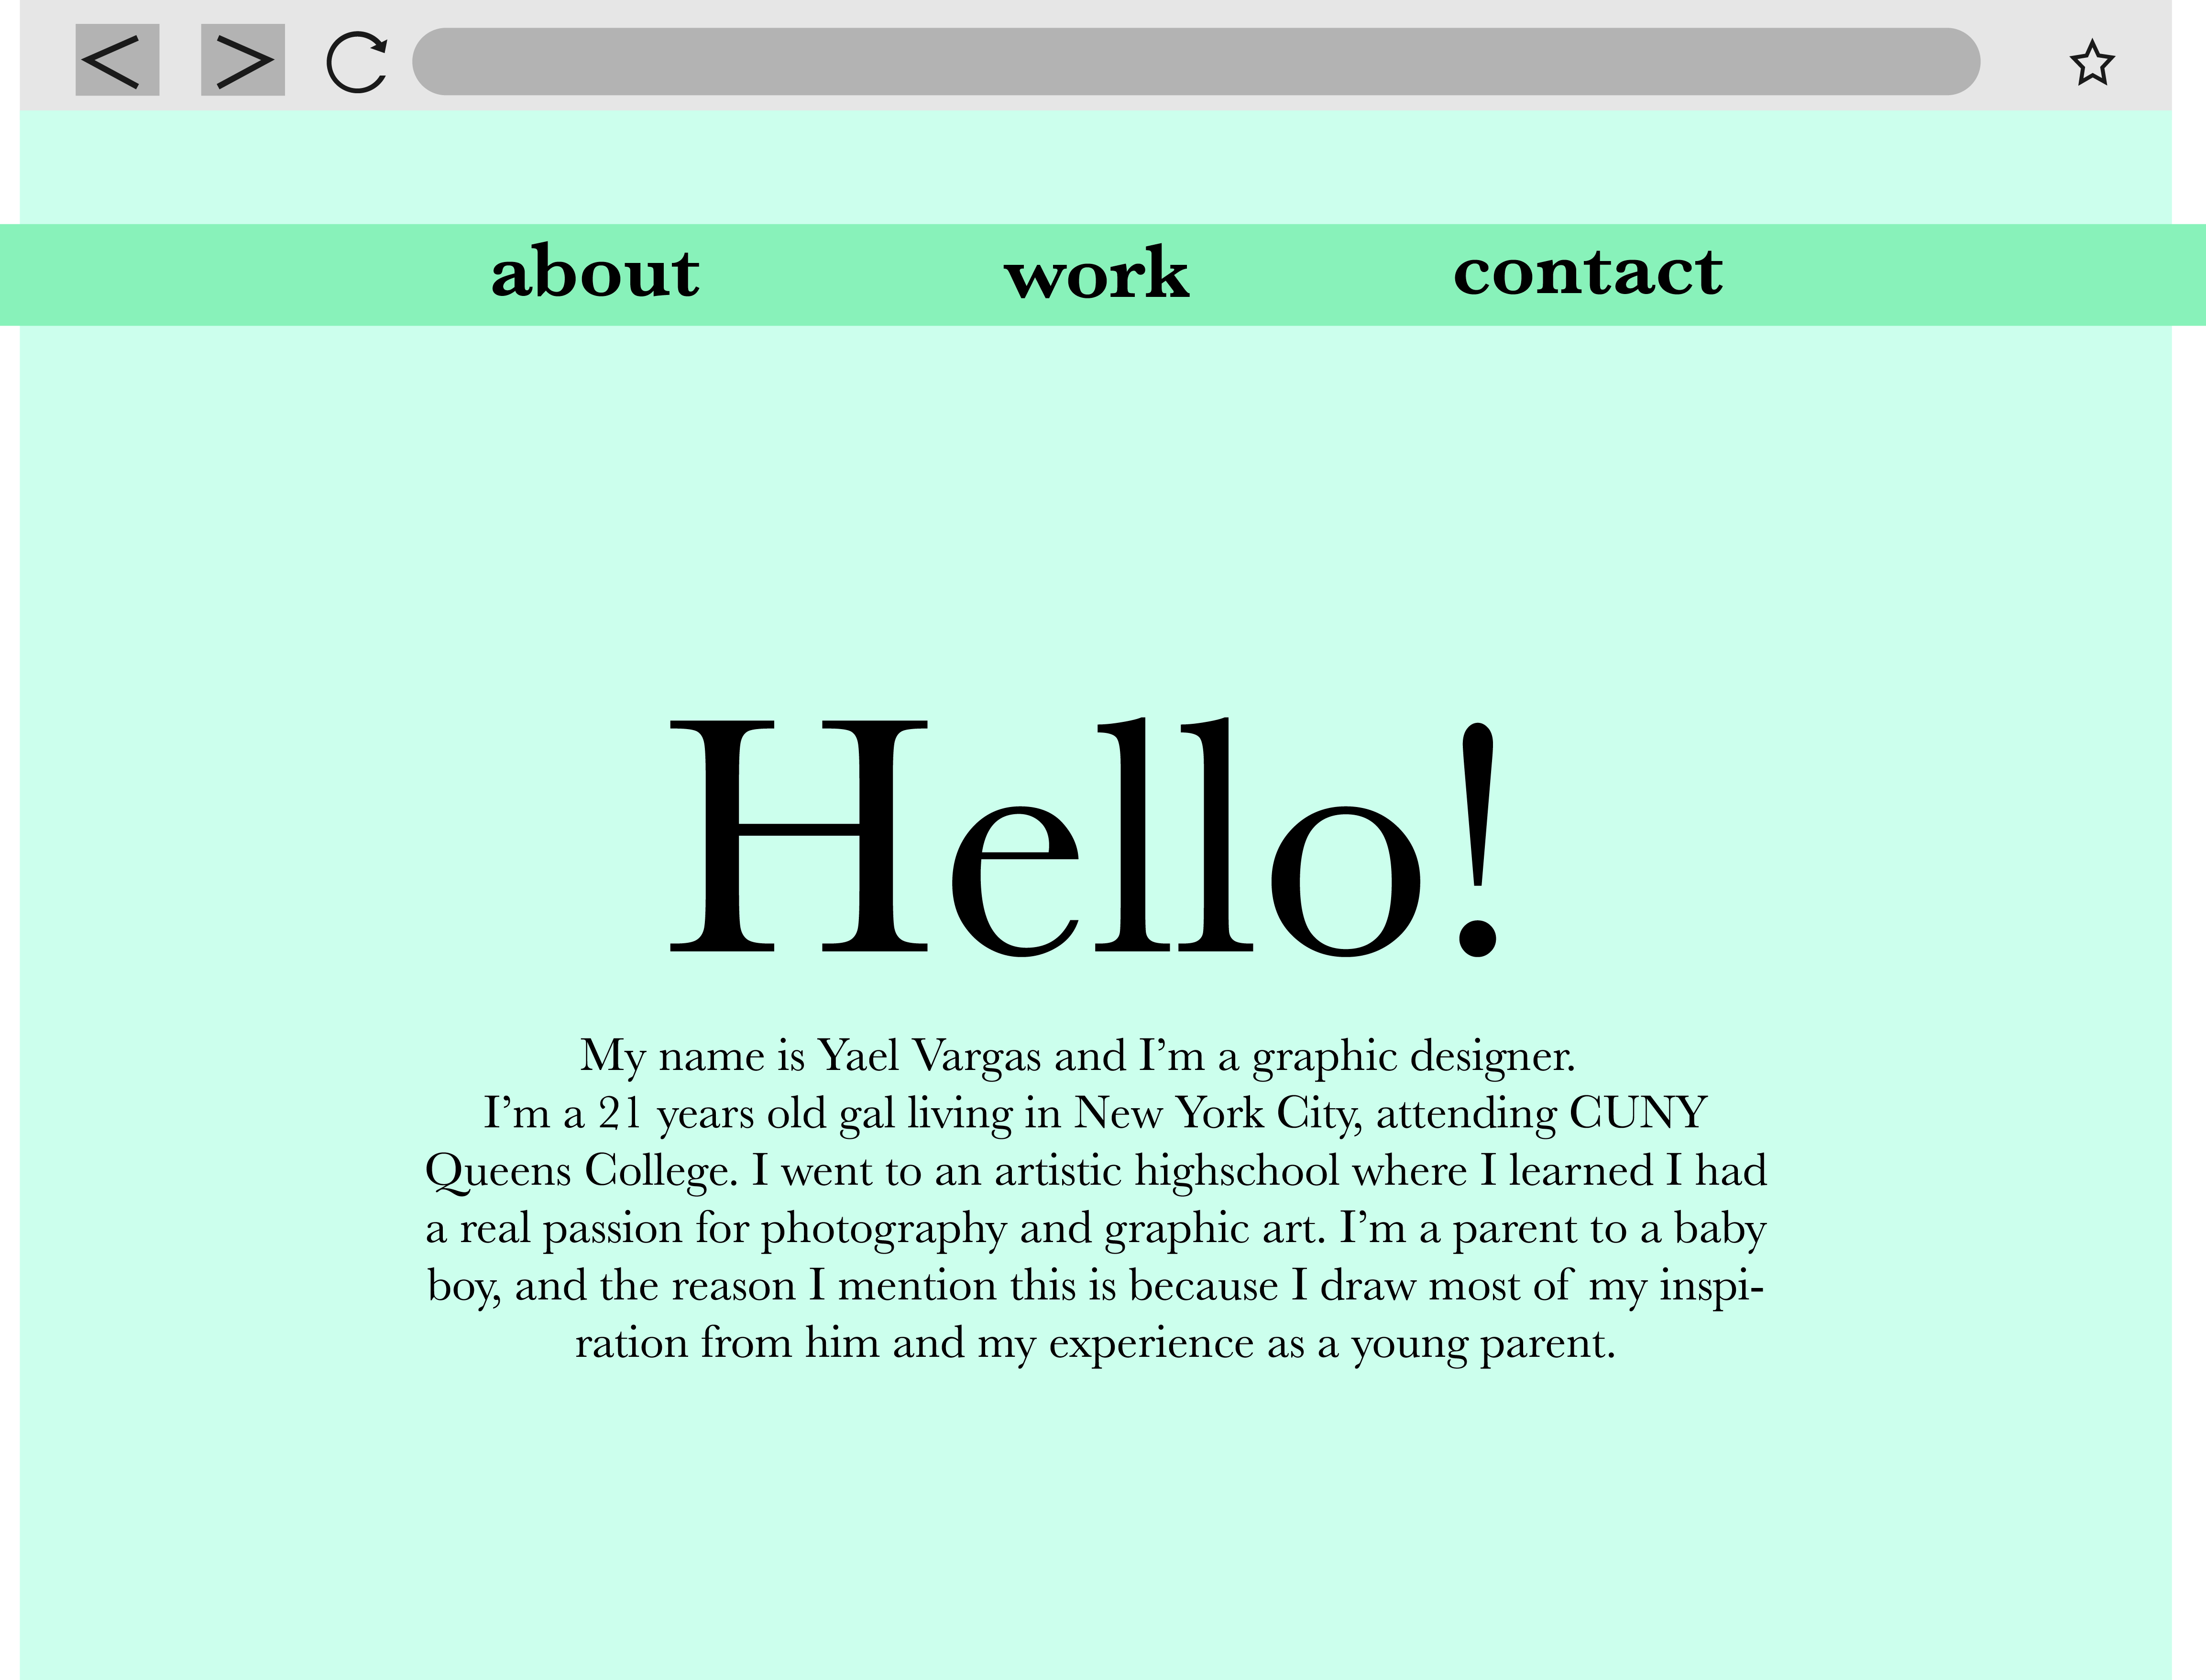 about work contact
Hello!
My name is Yael Vargas and I’m a graphic designer.
I’m a 21 years old gal living in New York City, attending CUNY
Queens College. I went to an artistic highschool where I learned I had
a real passion for photography and graphic art. I’m a parent to a baby
boy, and the reason I mention this is because I draw most of my inspi-
ration from him and my experience as a young parent.